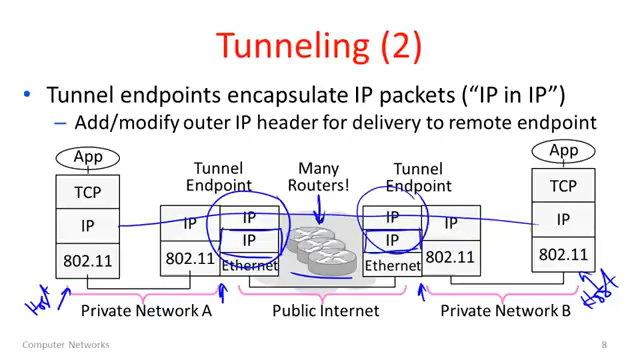 Tunneling (2)
• Tunnel endpoints encapsulate IP packets (“IP in IP”)
– Add/modify outer IP header for delivery to remote endpoint
App
TCP
IP
802.11
Tunnel
Endpoint
IP
802.11
IP
IP
Ethernet
Many
Routers!
Tunnel
Endpoint
IP
IP
Ethernet
IP
802.11
App
TCP
IP
802.11
Host
Host
Private Network A
Public Internet
Private Network B
Computer Networks
8